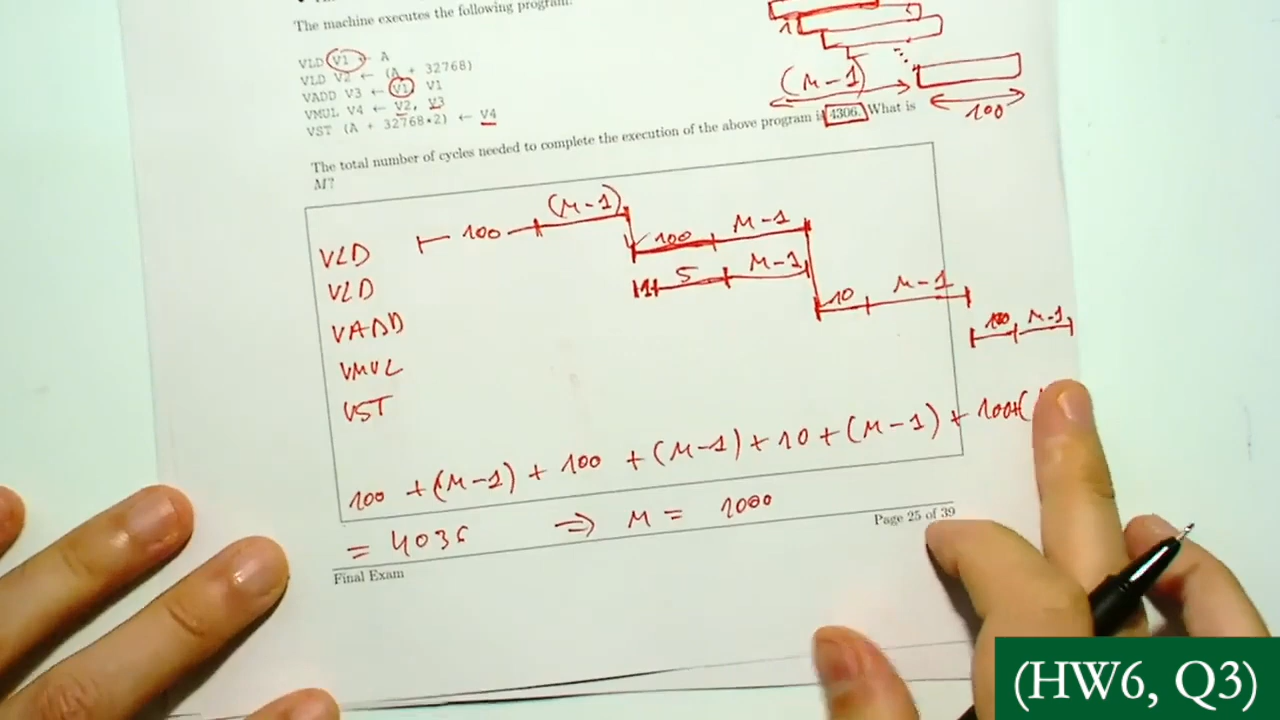 The machine executes the following program:
VLD V1 ← A
VLD V2 ← (A + 32768)
VADD V3 ← V1, V1
VMUL V4 ← V2, V3
VST (A + 32768*2) ← V4
1
(M-1)
100
The total number of cycles needed to complete the execution of the above program is 4306. What is
M?
VLD 100 (M-1)
VLD 100 M-1
VADD 1 5 M-1
VMUL 10 M-1
VST 100 M-1
100 + (M-1) + 100 + (M-1) + 10 + (M-1) + 100+(
= 4036 ⇒ M = 1000
Page 25 of 39
Final Exam
(HW6, Q3)